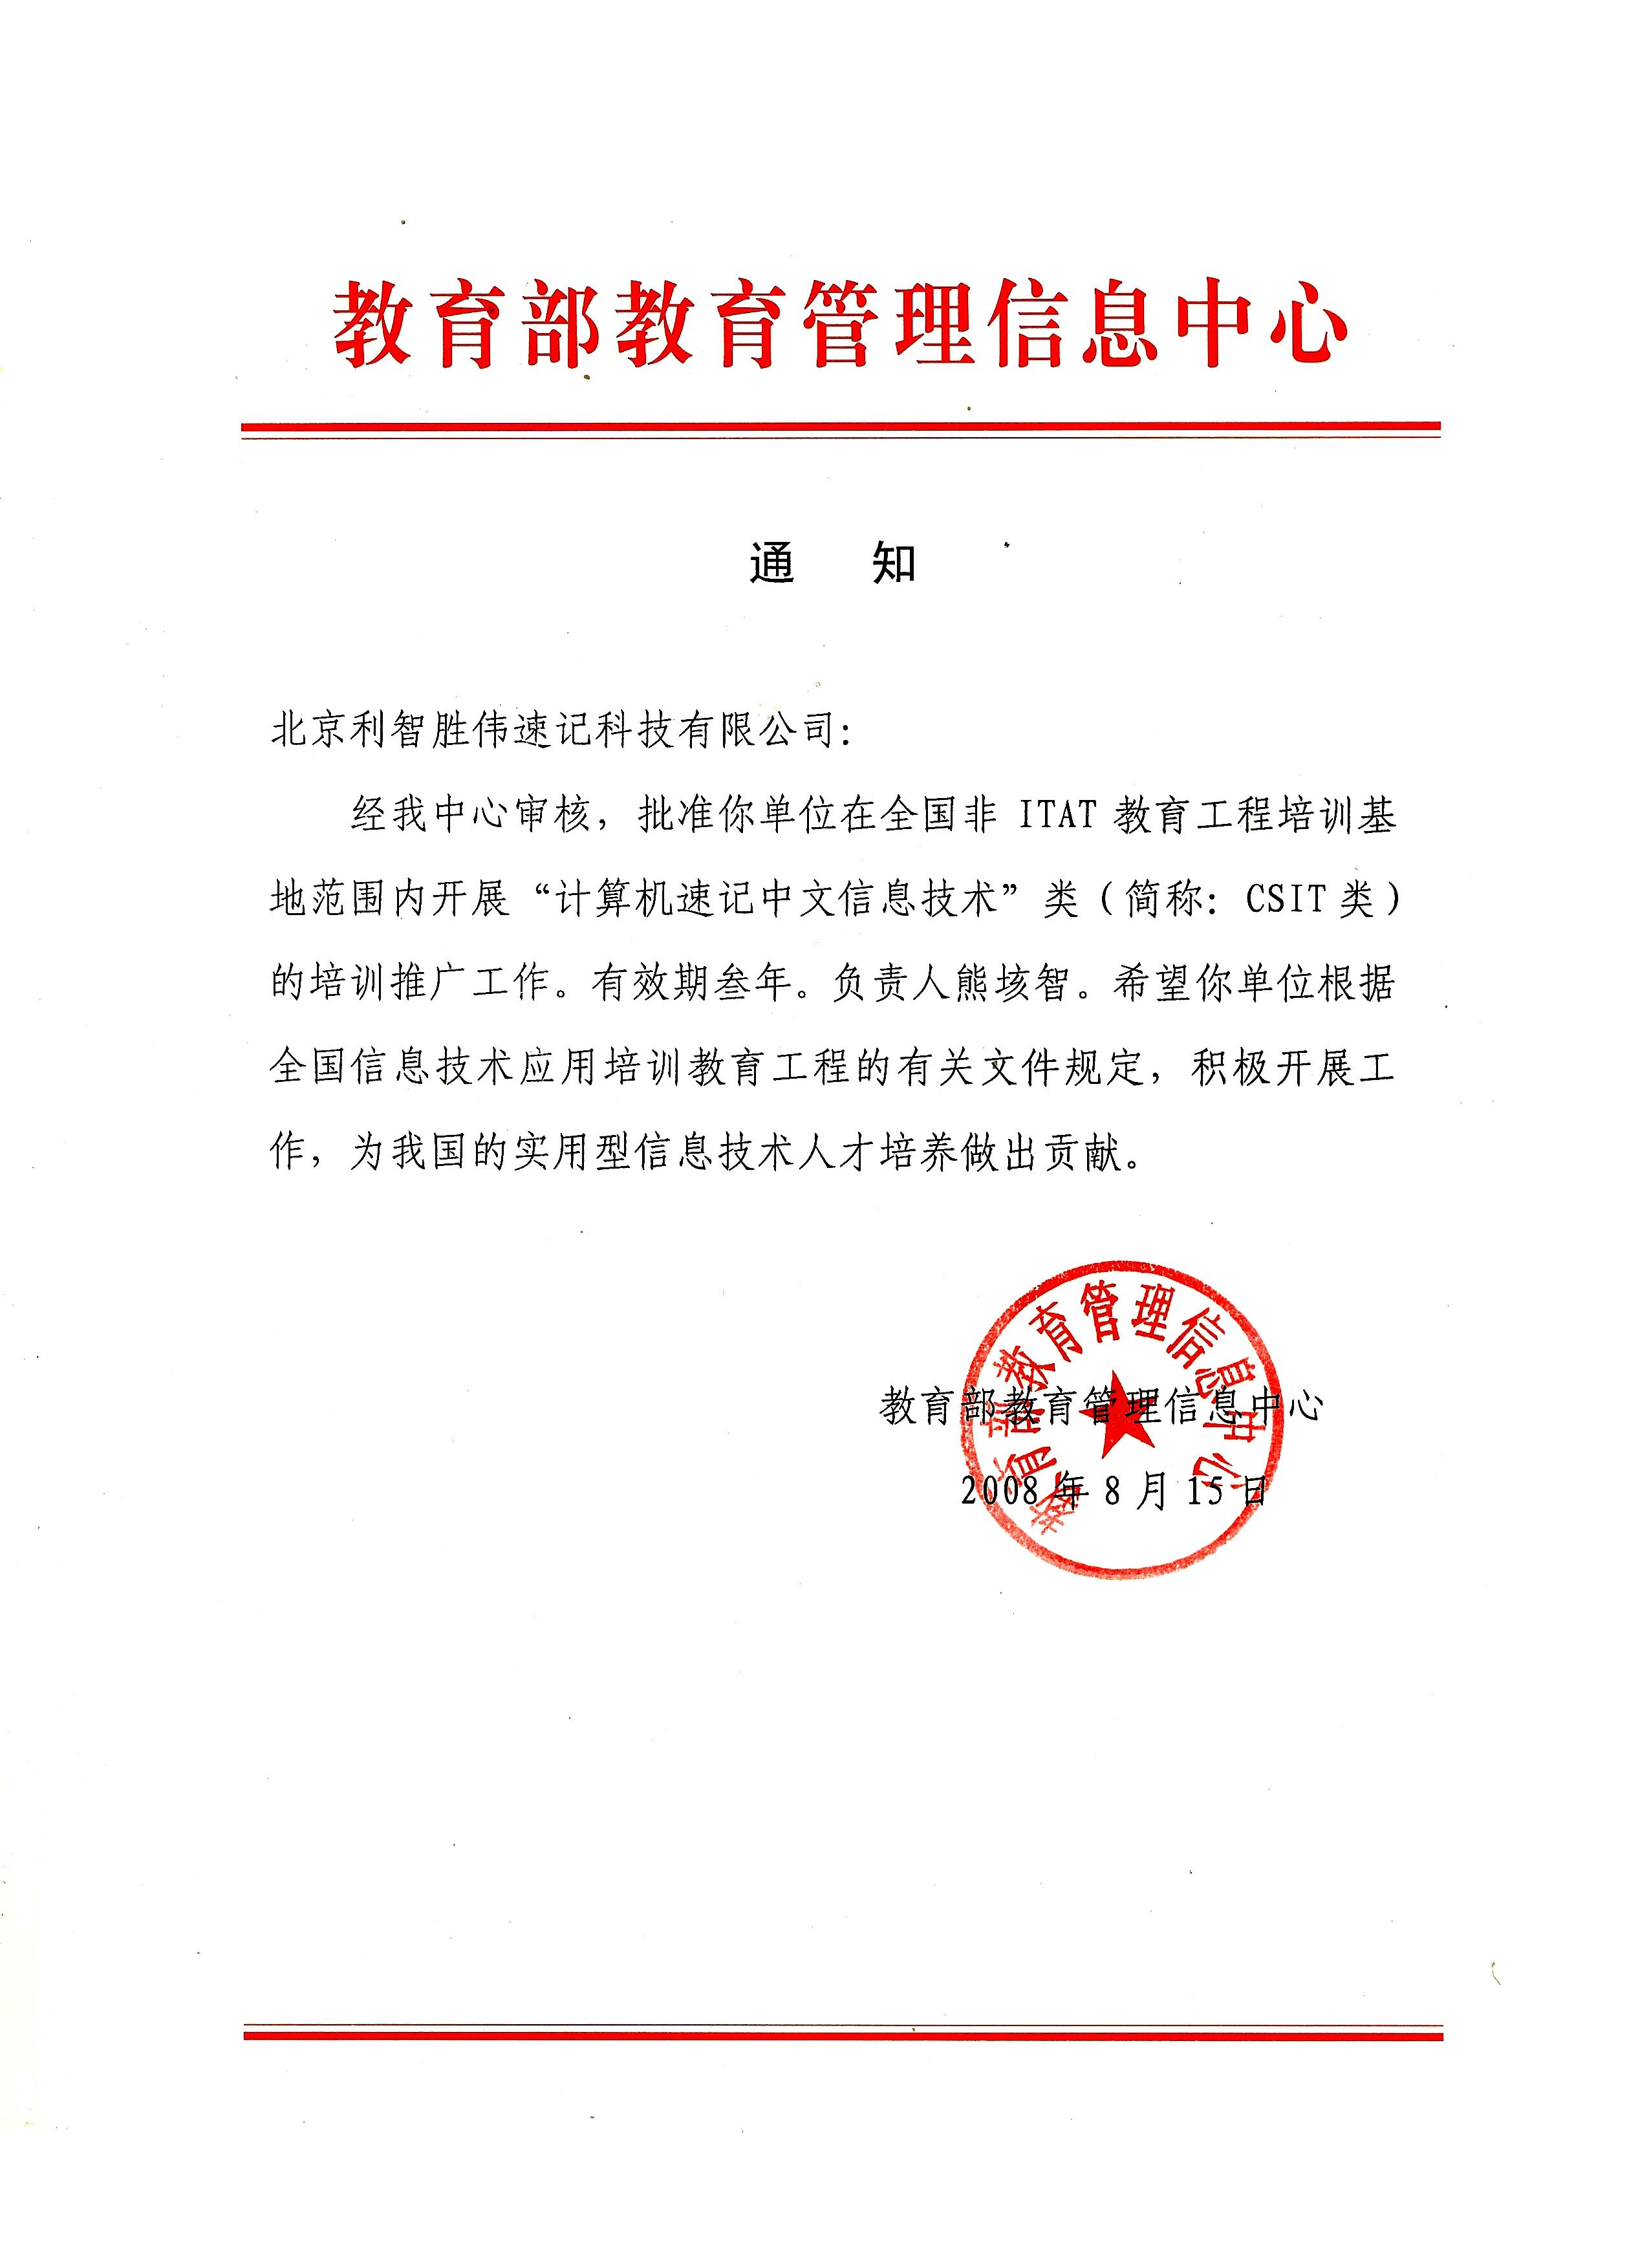 教育部教育管理信息中心
通 知
北京利智胜伟速记科技有限公司：
经我中心审核，批准你单位在全国非 ITAT 教育工程培训基
地范围内开展“计算机速记中文信息技术”类（简称：CSIT 类）
的培训推广工作。有效期叁年。负责人熊垓智。希望你单位根据
全国信息技术应用培训教育工程的有关文件规定，积极开展工
作，为我国的实用型信息技术人才培养做出贡献。
教育部教育管理信息中心
教育部教育管理信息中心
2008 年 8 月 15 日